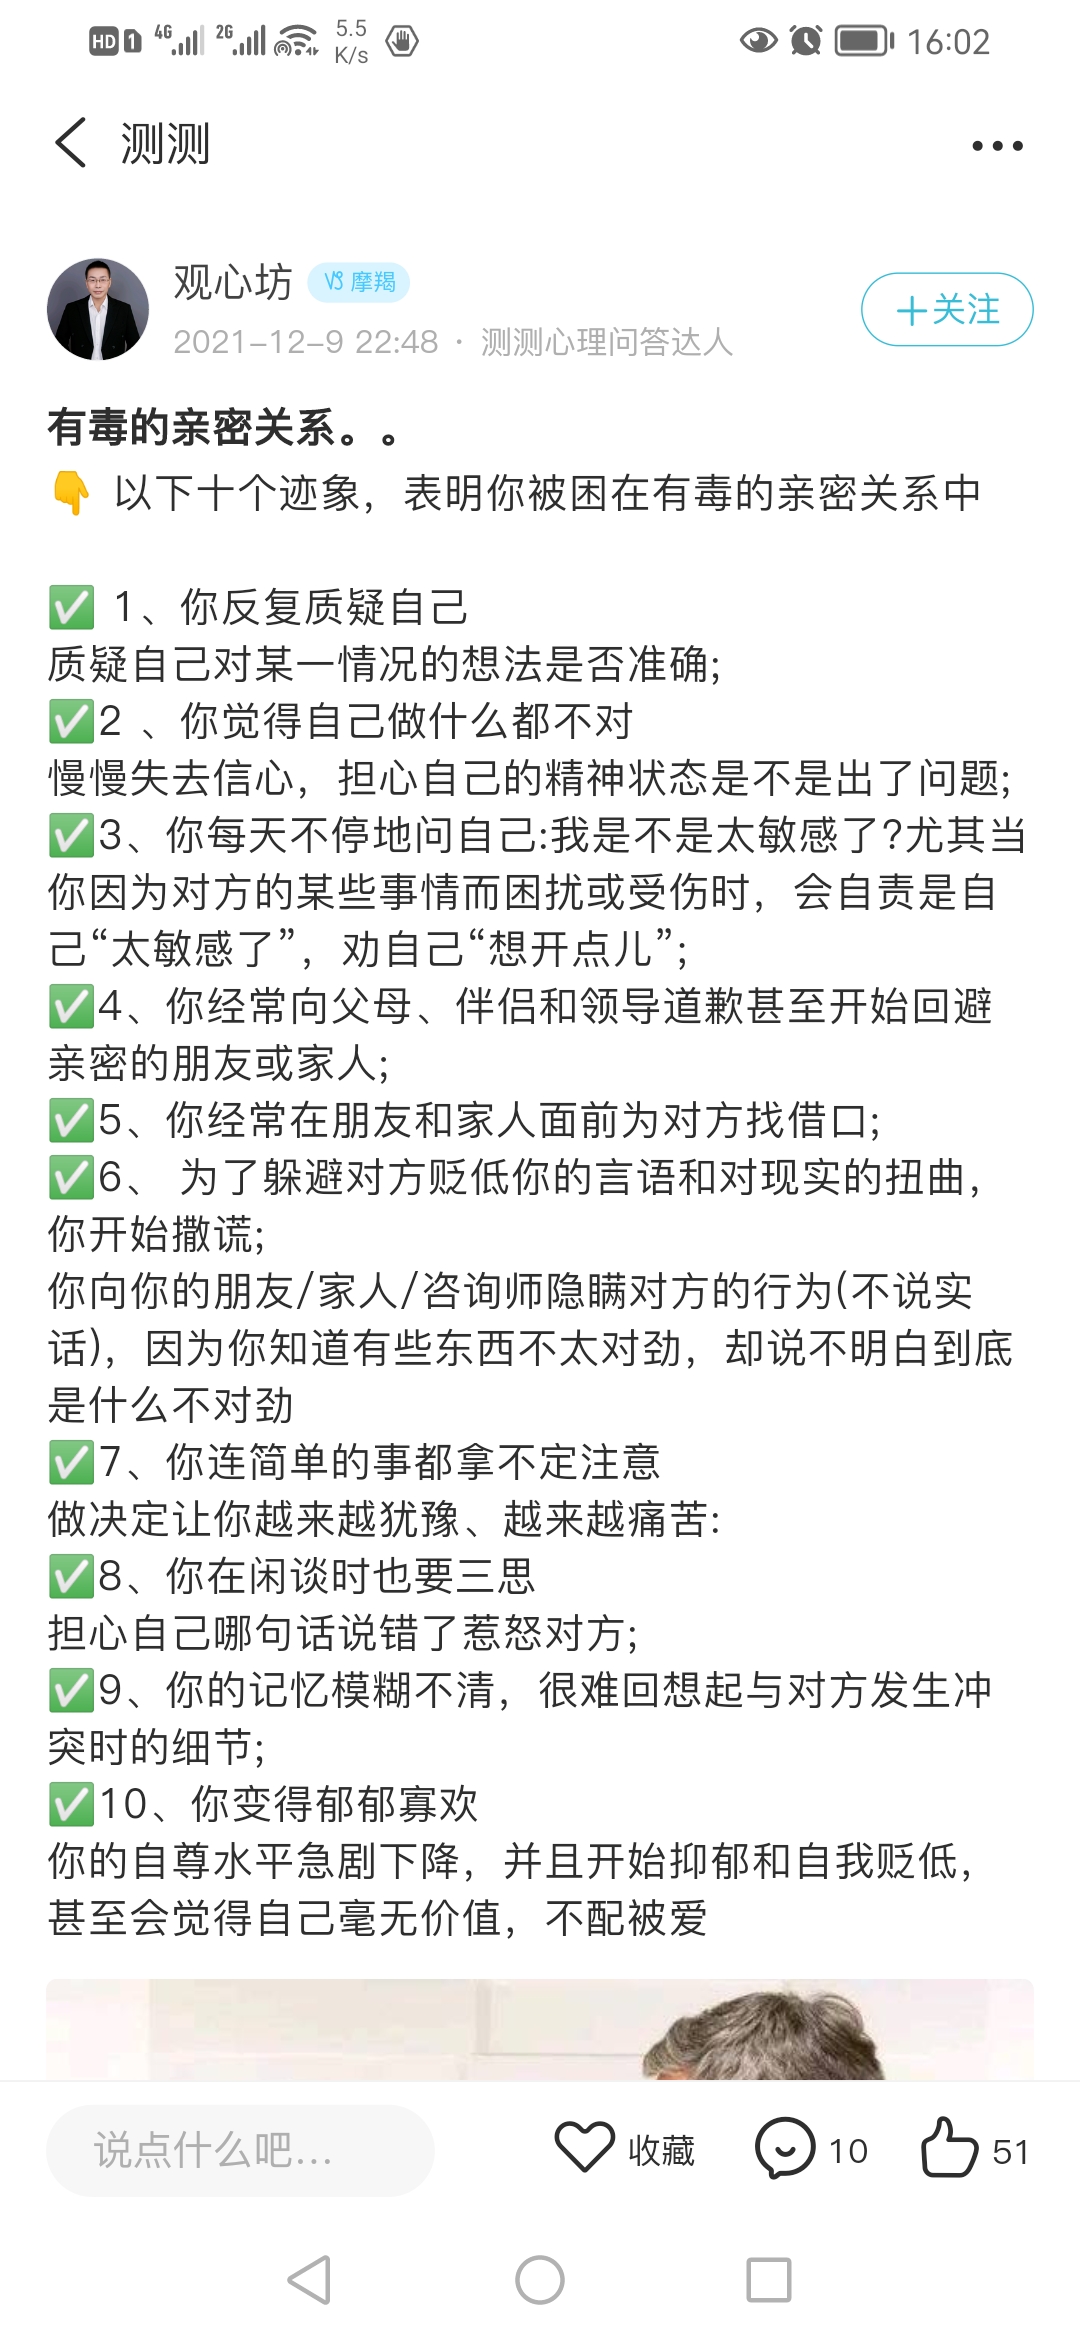 HD 1 4G 2G 5.5 K/s 16:02
测测
观心坊 摩羯
＋关注
2021-12-9 22:48 · 测测心理问答达人
有毒的亲密关系。。
👇 以下十个迹象，表明你被困在有毒的亲密关系中
✅ 1、你反复质疑自己
质疑自己对某一情况的想法是否准确;
✅2 、你觉得自己做什么都不对
慢慢失去信心，担心自己的精神状态是不是出了问题;
✅3、你每天不停地问自己:我是不是太敏感了?尤其当
你因为对方的某些事情而困扰或受伤时，会自责是自
己“太敏感了”，劝自己“想开点儿”;
✅4、你经常向父母、伴侣和领导道歉甚至开始回避
亲密的朋友或家人;
✅5、你经常在朋友和家人面前为对方找借口;
✅6、 为了躲避对方贬低你的言语和对现实的扭曲，
你开始撒谎;
你向你的朋友/家人/咨询师隐瞒对方的行为(不说实
话)，因为你知道有些东西不太对劲，却说不明白到底
是什么不对劲
✅7、你连简单的事都拿不定注意
做决定让你越来越犹豫、越来越痛苦:
✅8、你在闲谈时也要三思
担心自己哪句话说错了惹怒对方;
✅9、你的记忆模糊不清，很难回想起与对方发生冲
突时的细节;
✅10、你变得郁郁寡欢
你的自尊水平急剧下降，并且开始抑郁和自我贬低，
甚至会觉得自己毫无价值，不配被爱
说点什么吧... 收藏 10 51